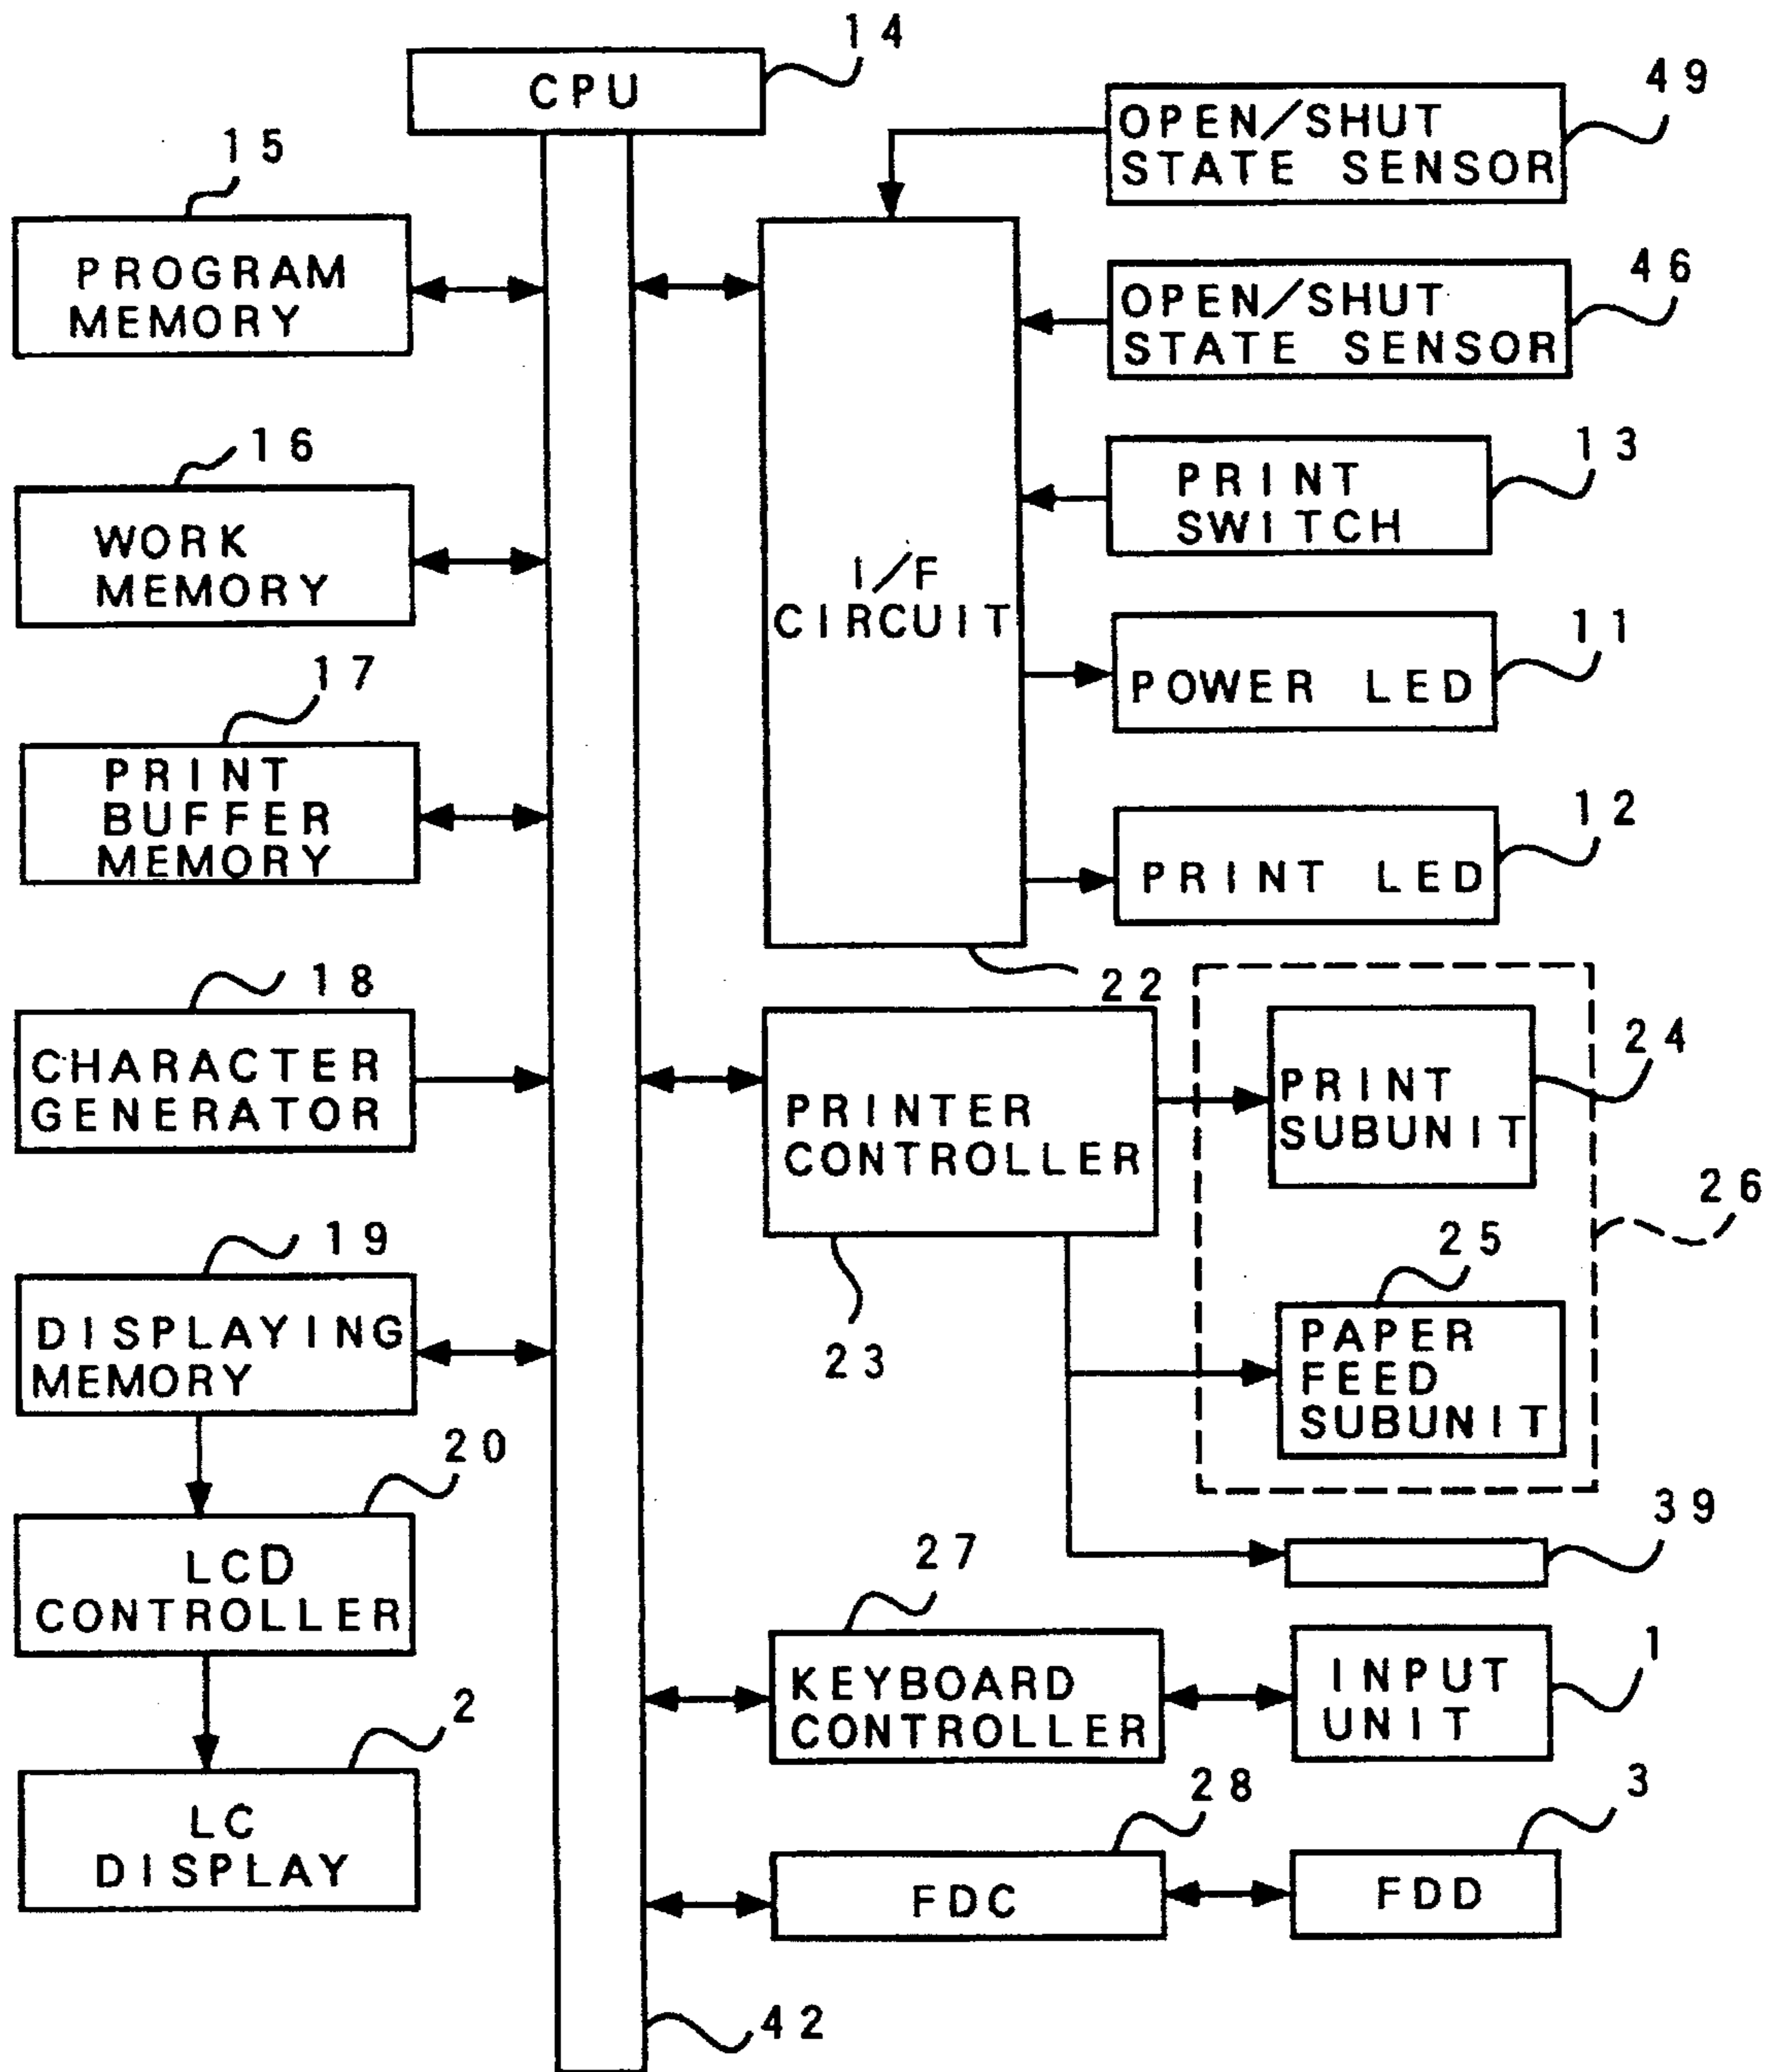 14
CPU
49
OPEN/SHUT
STATE SENSOR
15
PROGRAM
MEMORY
46
OPEN/SHUT
STATE SENSOR
16
WORK
MEMORY
13
PRINT
SWITCH
I/F
CIRCUIT
11
POWER LED
17
PRINT
BUFFER
MEMORY
12
PRINT LED
22
18
CHARACTER
GENERATOR
PRINTER
CONTROLLER
23
24
PRINT
SUBUNIT
26
25
PAPER
FEED
SUBUNIT
19
DISPLAYING
MEMORY
20
LCD
CONTROLLER
39
27
KEYBOARD
CONTROLLER
1
INPUT
UNIT
2
LC
DISPLAY
28
FDC
3
FDD
42